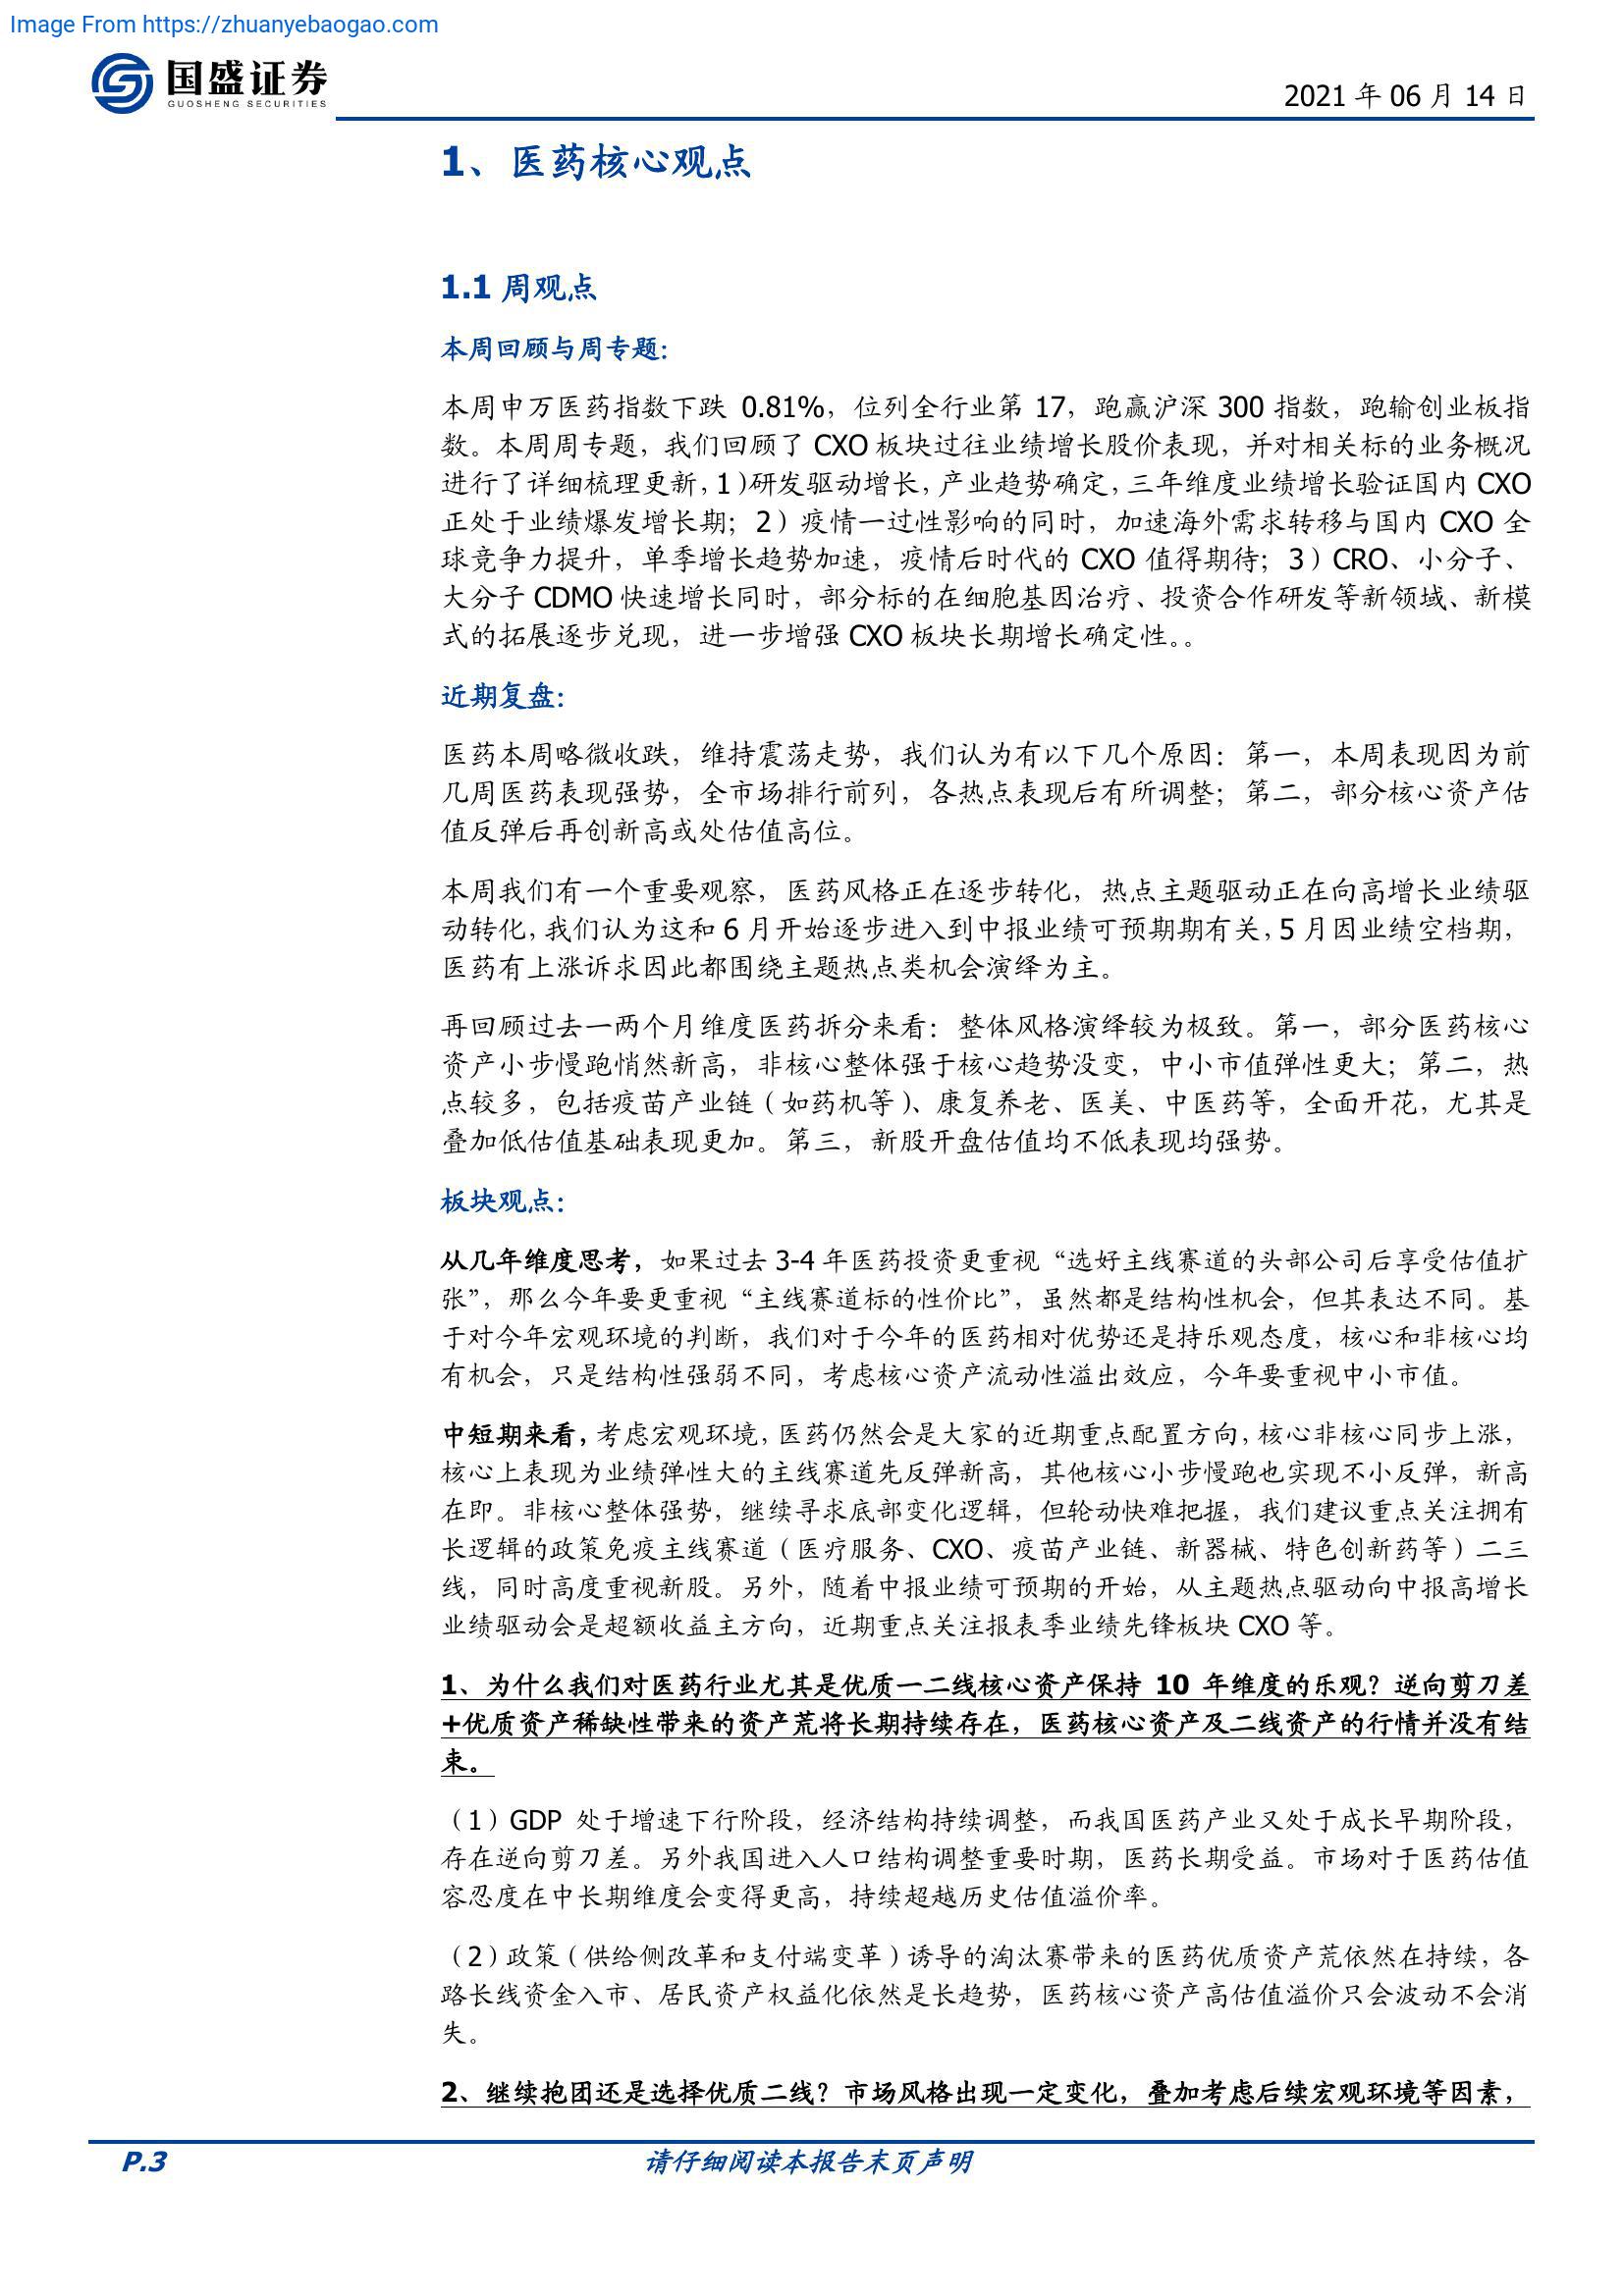 Image From https://zhuanyebaogao.com
国盛证券
GUOSHENG SECURITIES
2021 年 06 月 14 日
1、医药核心观点
1.1 周观点
本周回顾与周专题：
本周申万医药指数下跌 0.81%，位列全行业第 17，跑赢沪深 300 指数，跑输创业板指
数。本周周专题，我们回顾了 CXO 板块过往业绩增长股价表现，并对相关标的业务概况
进行了详细梳理更新，1）研发驱动增长，产业趋势确定，三年维度业绩增长验证国内 CXO
正处于业绩爆发增长期；2）疫情一过性影响的同时，加速海外需求转移与国内 CXO 全
球竞争力提升，单季增长趋势加速，疫情后时代的 CXO 值得期待；3）CRO、小分子、
大分子 CDMO 快速增长同时，部分标的在细胞基因治疗、投资合作研发等新领域、新模
式的拓展逐步兑现，进一步增强 CXO 板块长期增长确定性。。
近期复盘：
医药本周略微收跌，维持震荡走势，我们认为有以下几个原因：第一，本周表现因为前
几周医药表现强势，全市场排行前列，各热点表现后有所调整；第二，部分核心资产估
值反弹后再创新高或处估值高位。
本周我们有一个重要观察，医药风格正在逐步转化，热点主题驱动正在向高增长业绩驱
动转化，我们认为这和 6 月开始逐步进入到中报业绩可预期期有关，5 月因业绩空档期，
医药有上涨诉求因此都围绕主题热点类机会演绎为主。
再回顾过去一两个月维度医药拆分来看：整体风格演绎较为极致。第一，部分医药核心
资产小步慢跑悄然新高，非核心整体强于核心趋势没变，中小市值弹性更大；第二，热
点较多，包括疫苗产业链（如药机等）、康复养老、医美、中医药等，全面开花，尤其是
叠加低估值基础表现更加。第三，新股开盘估值均不低表现均强势。
板块观点：
从几年维度思考，如果过去 3-4 年医药投资更重视“选好主线赛道的头部公司后享受估值扩
张”，那么今年要更重视“主线赛道标的性价比”，虽然都是结构性机会，但其表达不同。基
于对今年宏观环境的判断，我们对于今年的医药相对优势还是持乐观态度，核心和非核心均
有机会，只是结构性强弱不同，考虑核心资产流动性溢出效应，今年要重视中小市值。
中短期来看，考虑宏观环境，医药仍然会是大家的近期重点配置方向，核心非核心同步上涨，
核心上表现为业绩弹性大的主线赛道先反弹新高，其他核心小步慢跑也实现不小反弹，新高
在即。非核心整体强势，继续寻求底部变化逻辑，但轮动快难把握，我们建议重点关注拥有
长逻辑的政策免疫主线赛道（医疗服务、CXO、疫苗产业链、新器械、特色创新药等）二三
线，同时高度重视新股。另外，随着中报业绩可预期的开始，从主题热点驱动向中报高增长
业绩驱动会是超额收益主方向，近期重点关注报表季业绩先锋板块 CXO 等。
1、为什么我们对医药行业尤其是优质一二线核心资产保持 10 年维度的乐观？逆向剪刀差
+优质资产稀缺性带来的资产荒将长期持续存在，医药核心资产及二线资产的行情并没有结
束。
（1）GDP 处于增速下行阶段，经济结构持续调整，而我国医药产业又处于成长早期阶段，
存在逆向剪刀差。另外我国进入人口结构调整重要时期，医药长期受益。市场对于医药估值
容忍度在中长期维度会变得更高，持续超越历史估值溢价率。
（2）政策（供给侧改革和支付端变革）诱导的淘汰赛带来的医药优质资产荒依然在持续，各
路长线资金入市、居民资产权益化依然是长趋势，医药核心资产高估值溢价只会波动不会消
失。
2、继续抱团还是选择优质二线？市场风格出现一定变化，叠加考虑后续宏观环境等因素，
P.3
请仔细阅读本报告末页声明